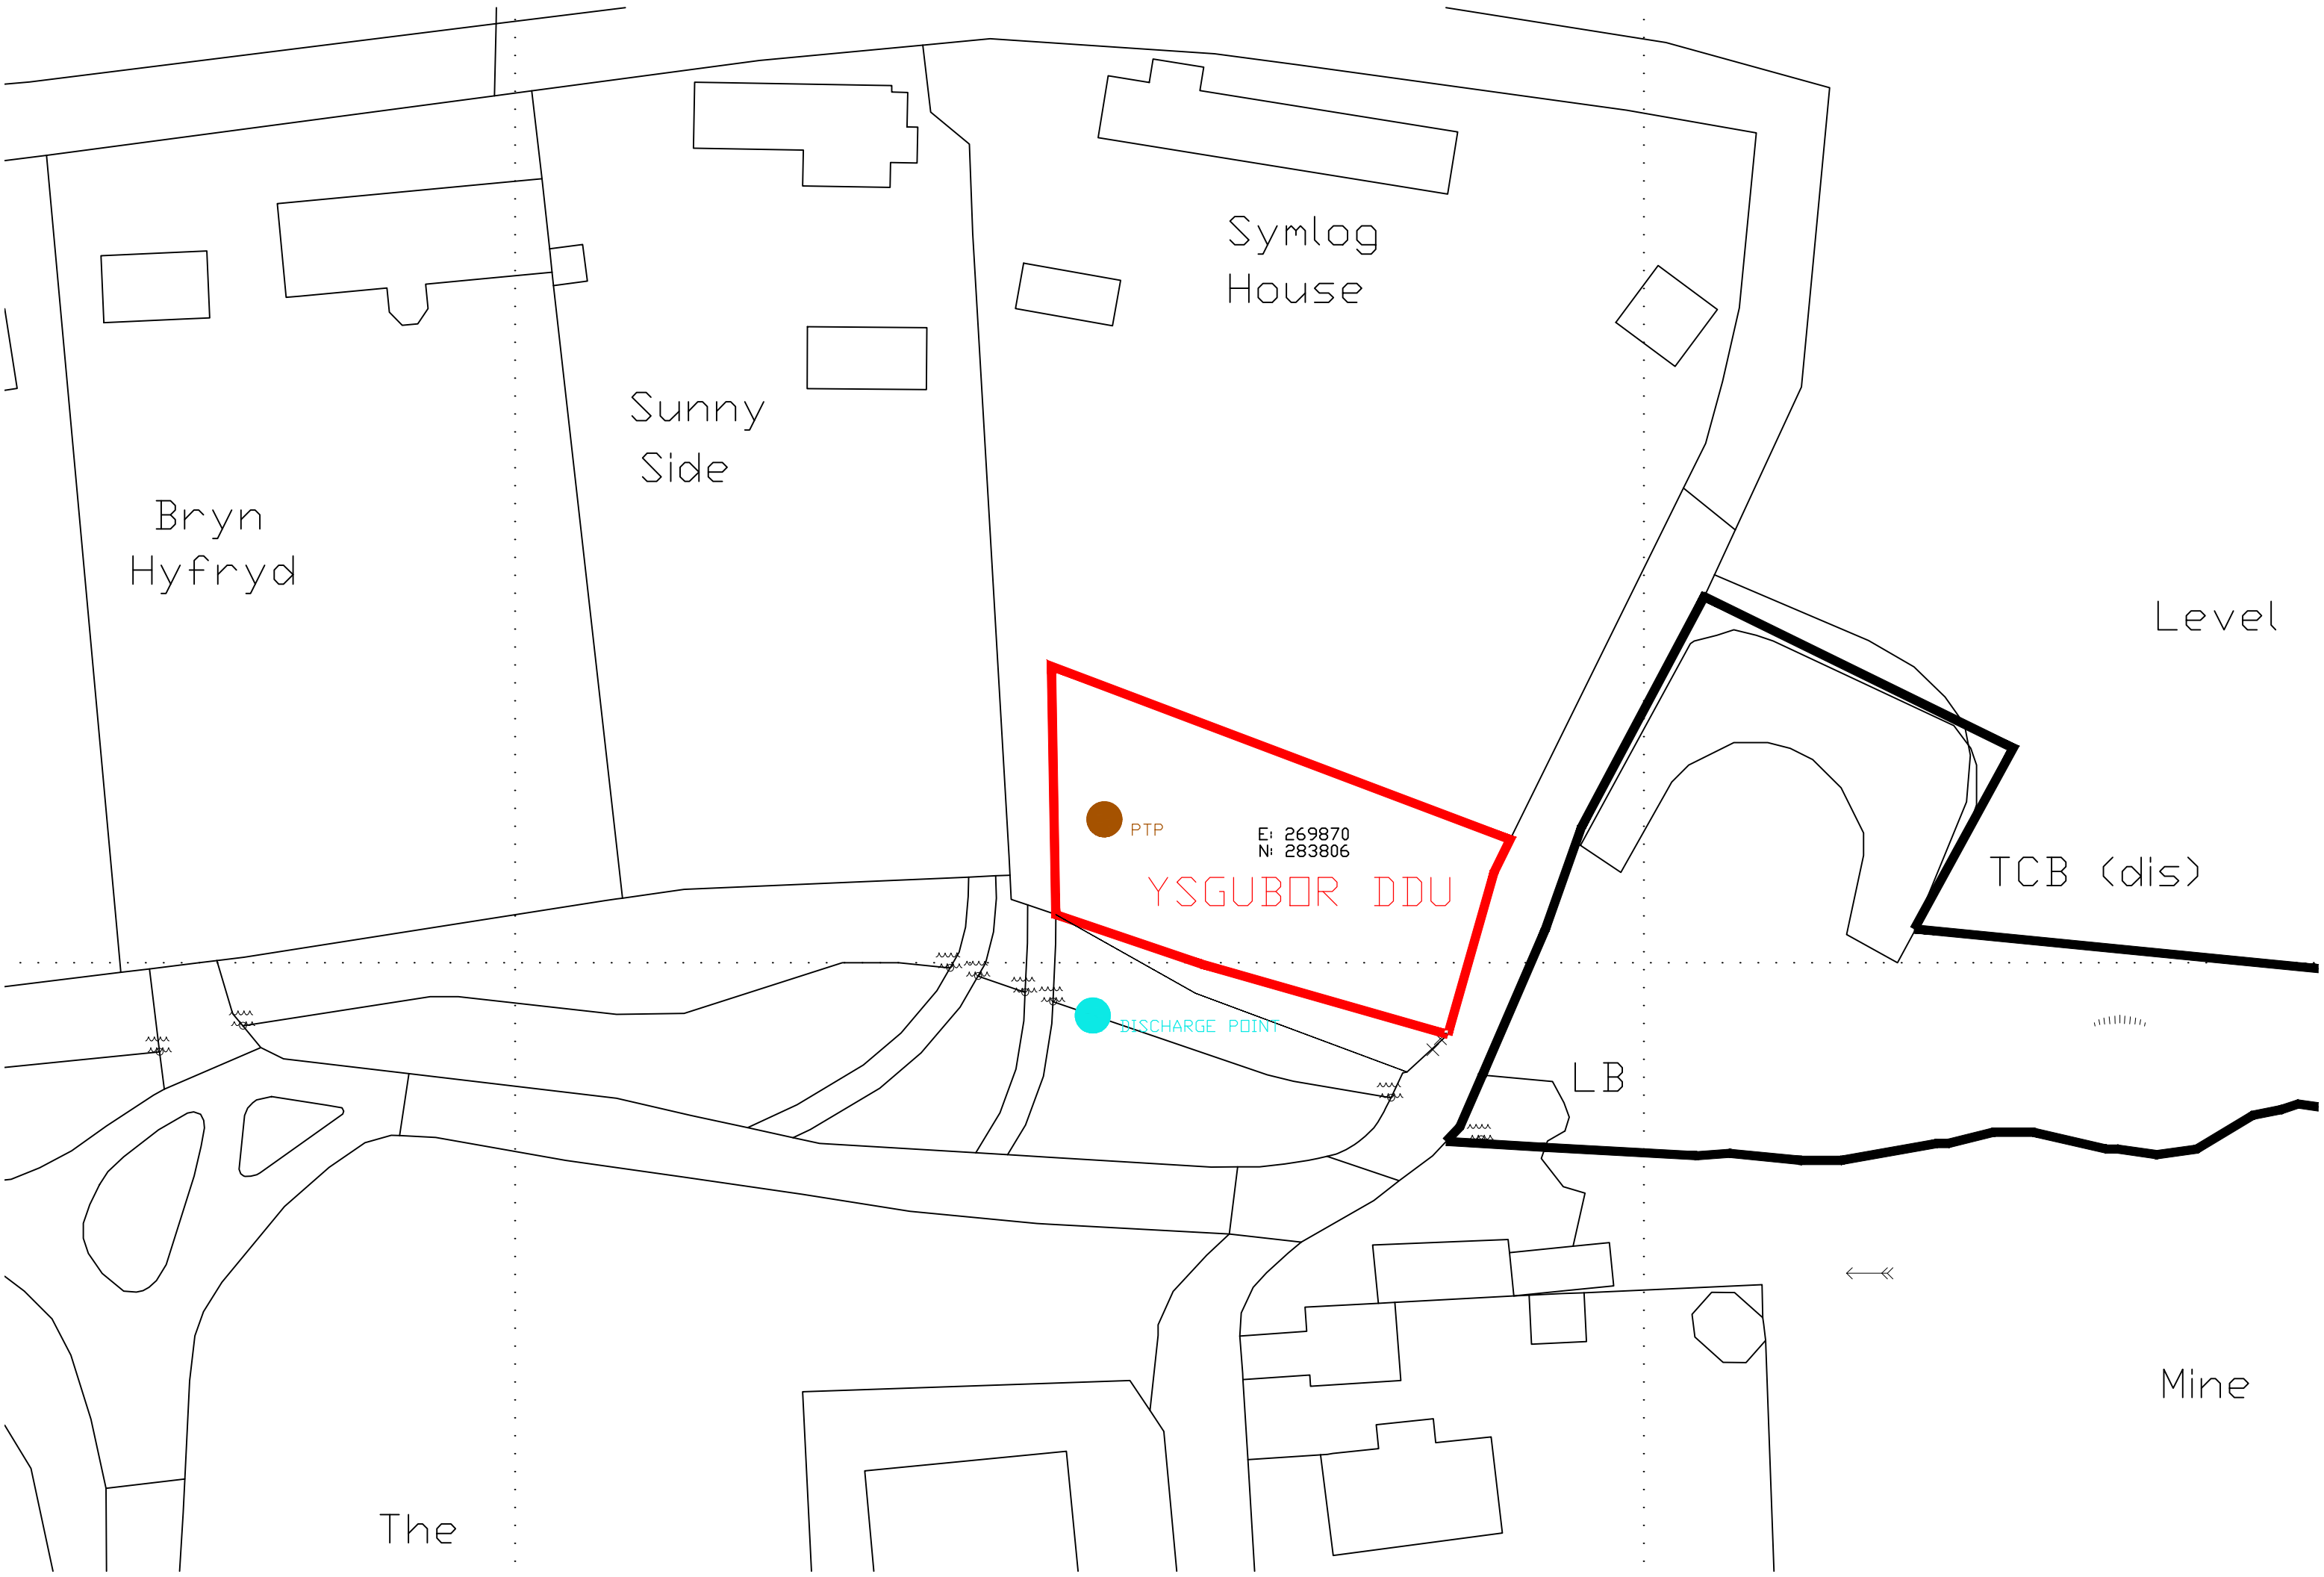 Symlog
House
Sunny
Side
Bryn
Hyfryd
Level
PTP
E: 269870
N: 283806
YSGUBOR DDU
TCB (dis)
DISCHARGE POINT
LB
Mine
The